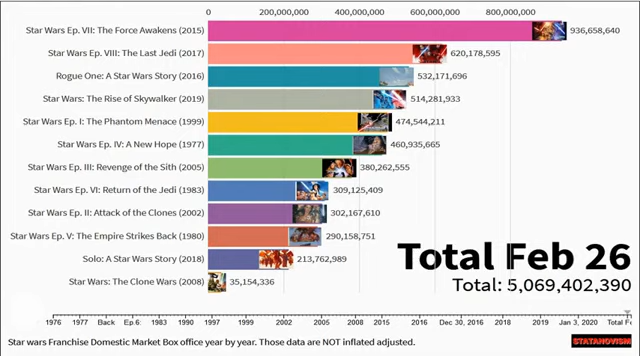 0 200,000,000 400,000,000 600,000,000 800,000,000
Star Wars Ep. VII: The Force Awakens (2015) 936,658,640
Star Wars Ep. VIII: The Last Jedi (2017) 620,178,595
Rogue One: A Star Wars Story (2016) 532,171,696
Star Wars: The Rise of Skywalker (2019) 514,281,933
Star Wars Ep. I: The Phantom Menace (1999) 474,544,211
Star Wars Ep. IV: A New Hope (1977) 460,935,665
Star Wars Ep. III: Revenge of the Sith (2005) 380,262,555
Star Wars Ep. VI: Return of the Jedi (1983) 309,125,409
Star Wars Ep. II: Attack of the Clones (2002) 302,167,610
Star Wars Ep. V: The Empire Strikes Back (1980) 290,158,751
Solo: A Star Wars Story (2018) 213,762,989
Star Wars: The Clone Wars (2008) 35,154,336
Total Feb 26
Total: 5,069,402,390
1976 1977 Back Ep.6: 1983 1997 1999 2002 2005 2008 2015 2016 Dec 30, 2016 2018 2019 Jan 3, 2020 Total F
Star wars Franchise Domestic Market Box office year by year. Those data are NOT inflated adjusted.
STATANOVISM